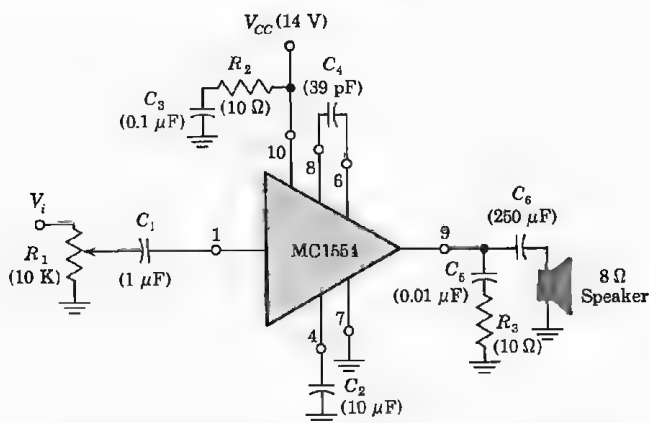 V_CC (14 V)
R_2
(10 Ω)
C_3
(0.1 μF)
C_4
(39 pF)
10
8
6
V_i
R_1
(10 K)
C_1
(1 μF)
1
MC1554
9
C_6
(250 μF)
8 Ω
Speaker
C_5
(0.01 μF)
R_3
(10 Ω)
4
7
C_2
(10 μF)